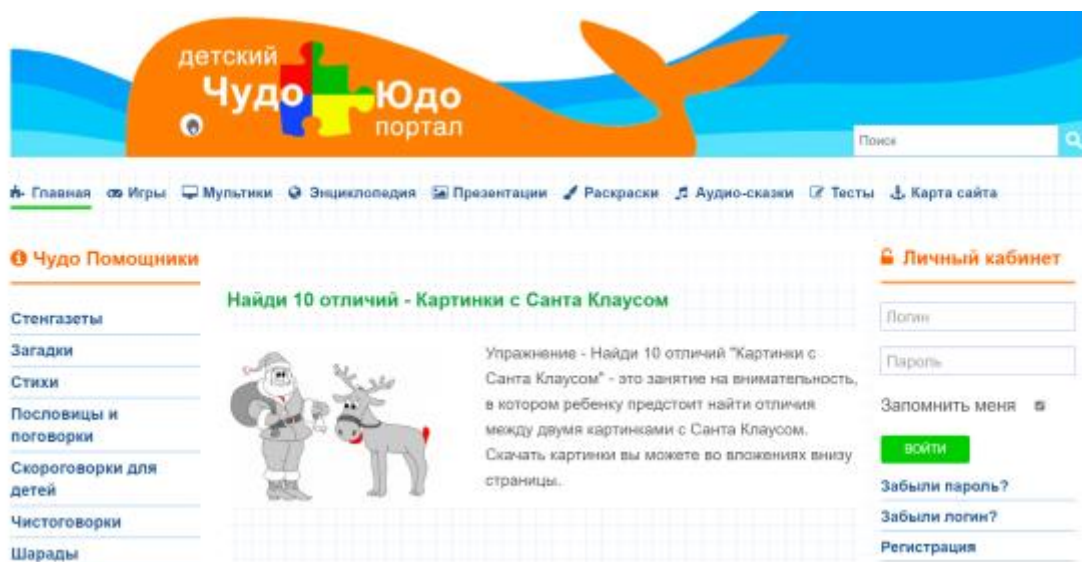 детский
Чудо Юдо
портал
Поиск
Главная Игры Мультики Энциклопедия Презентации Раскраски Аудио-сказки Тесты Карта сайта
Чудо Помощники
Стенгазеты
Загадки
Стихи
Пословицы и
поговорки
Скороговорки для
детей
Чистоговорки
Шарады
Найди 10 отличий - Картинки с Санта Клаусом
Упражнение - Найди 10 отличий "Картинки с
Санта Клаусом" - это занятие на внимательность,
в котором ребенку предстоит найти отличия
между двумя картинками с Санта Клаусом.
Скачать картинки вы можете во вложениях внизу
страницы.
Личный кабинет
Логин
Пароль
Запомнить меня
ВОЙТИ
Забыли пароль?
Забыли логин?
Регистрация